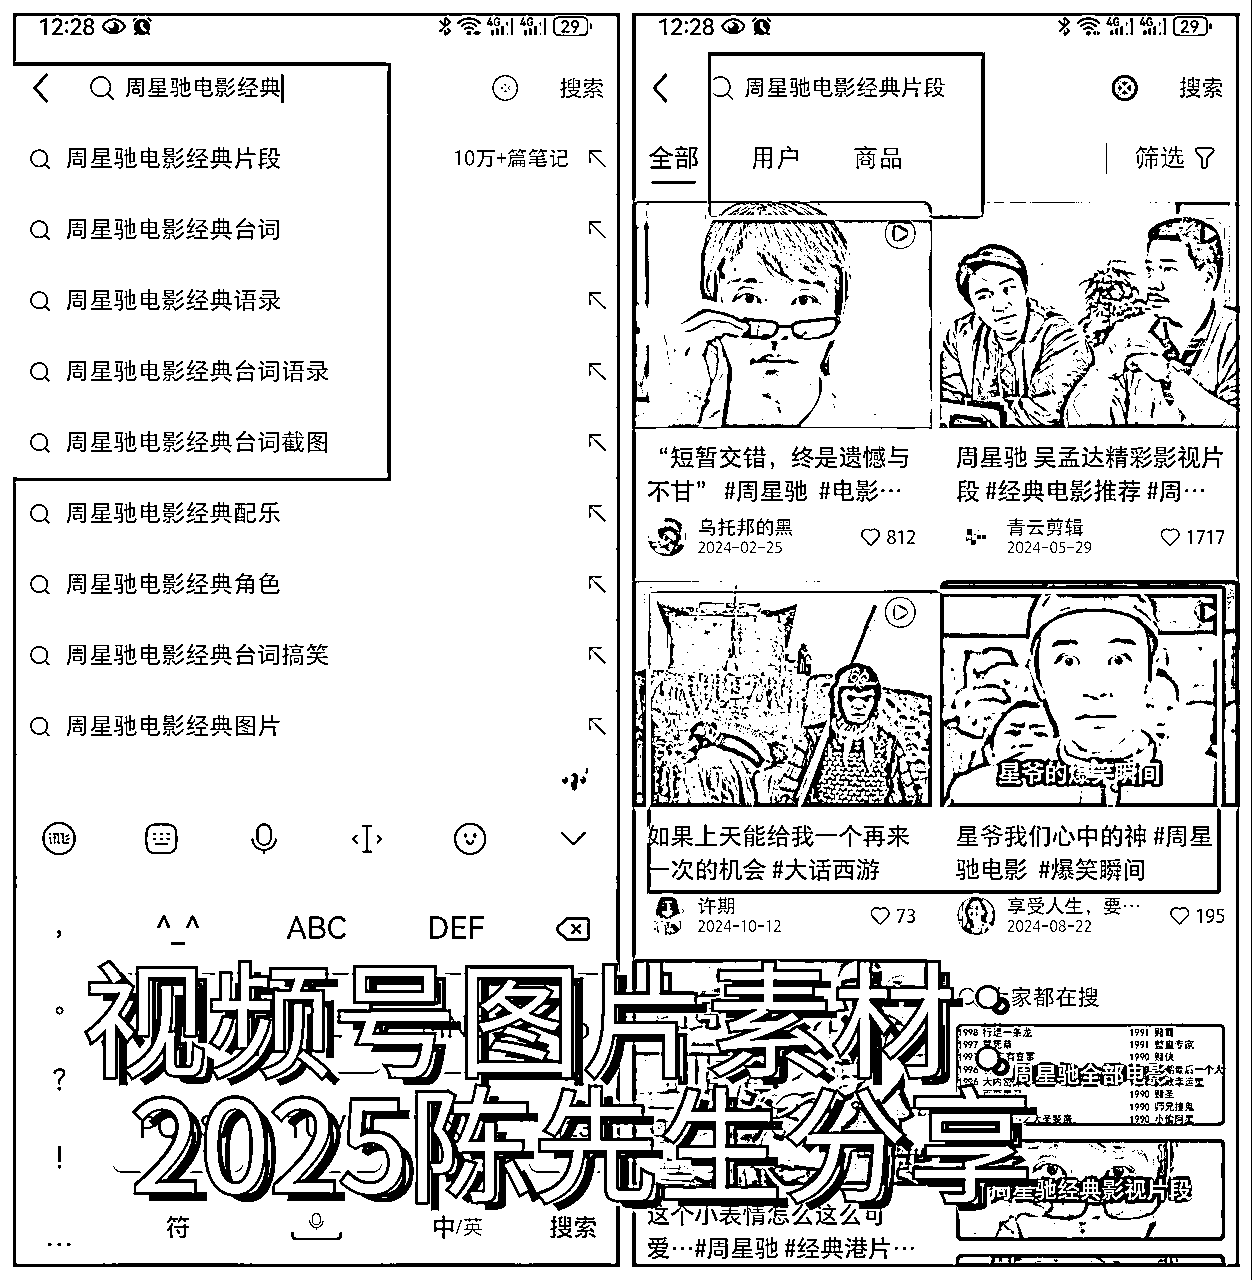 12:28
4G 4G 29
周星驰电影经典
搜索
周星驰电影经典片段
10万+篇笔记
周星驰电影经典台词
周星驰电影经典语录
周星驰电影经典台词语录
周星驰电影经典台词截图
周星驰电影经典配乐
周星驰电影经典角色
周星驰电影经典台词搞笑
周星驰电影经典图片
, ^_^ ABC DEF
。
?
!
...
符 中/英 搜索
12:28
4G 4G 29
周星驰电影经典片段
搜索
全部 用户 商品 筛选
“短暂交错，终是遗憾与
不甘” #周星驰 #电影…
乌托邦的黑
2024-02-25
812
周星驰 吴孟达精彩影视片
段 #经典电影推荐 #周…
青云剪辑
2024-05-29
1717
如果上天能给我一个再来
一次的机会 #大话西游
许期
2024-10-12
73
星爷的爆笑瞬间
星爷我们心中的神 #周星
驰电影 #爆笑瞬间
享受人生，要…
2024-08-22
195
家都在搜
周星驰全部电影
周星驰经典影视片段
这个小表情怎么这么可
爱…#周星驰 #经典港片…
视频号图片素材
2025陈先生分享